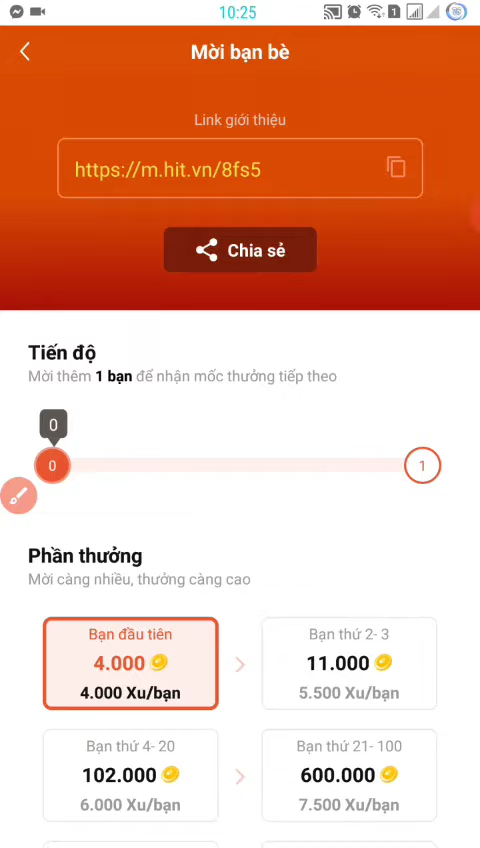 10:25
1
Mời bạn bè
Link giới thiệu
https://m.hit.vn/8fs5
Chia sẻ
Tiến độ
Mời thêm 1 bạn để nhận mốc thưởng tiếp theo
0
0
1
Phần thưởng
Mời càng nhiều, thưởng càng cao
Bạn đầu tiên
4.000
4.000 Xu/bạn
Bạn thứ 2- 3
11.000
5.500 Xu/bạn
Bạn thứ 4- 20
102.000
6.000 Xu/bạn
Bạn thứ 21- 100
600.000
7.500 Xu/bạn